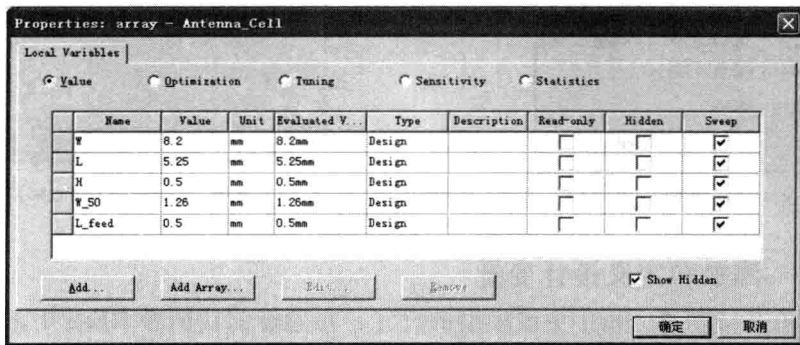 Properties: array - Antenna_Cell
Local Variables
Value Optimization Tuning Sensitivity Statistics
Name Value Unit Evaluated V... Type Description Read-only Hidden Sweep
W 8.2 mm 8.2mm Design
L 5.25 mm 5.25mm Design
H 0.5 mm 0.5mm Design
W_50 1.26 mm 1.26mm Design
L_feed 0.5 mm 0.5mm Design
Add... Add Array... Edit... Remove Show Hidden
确定 取消